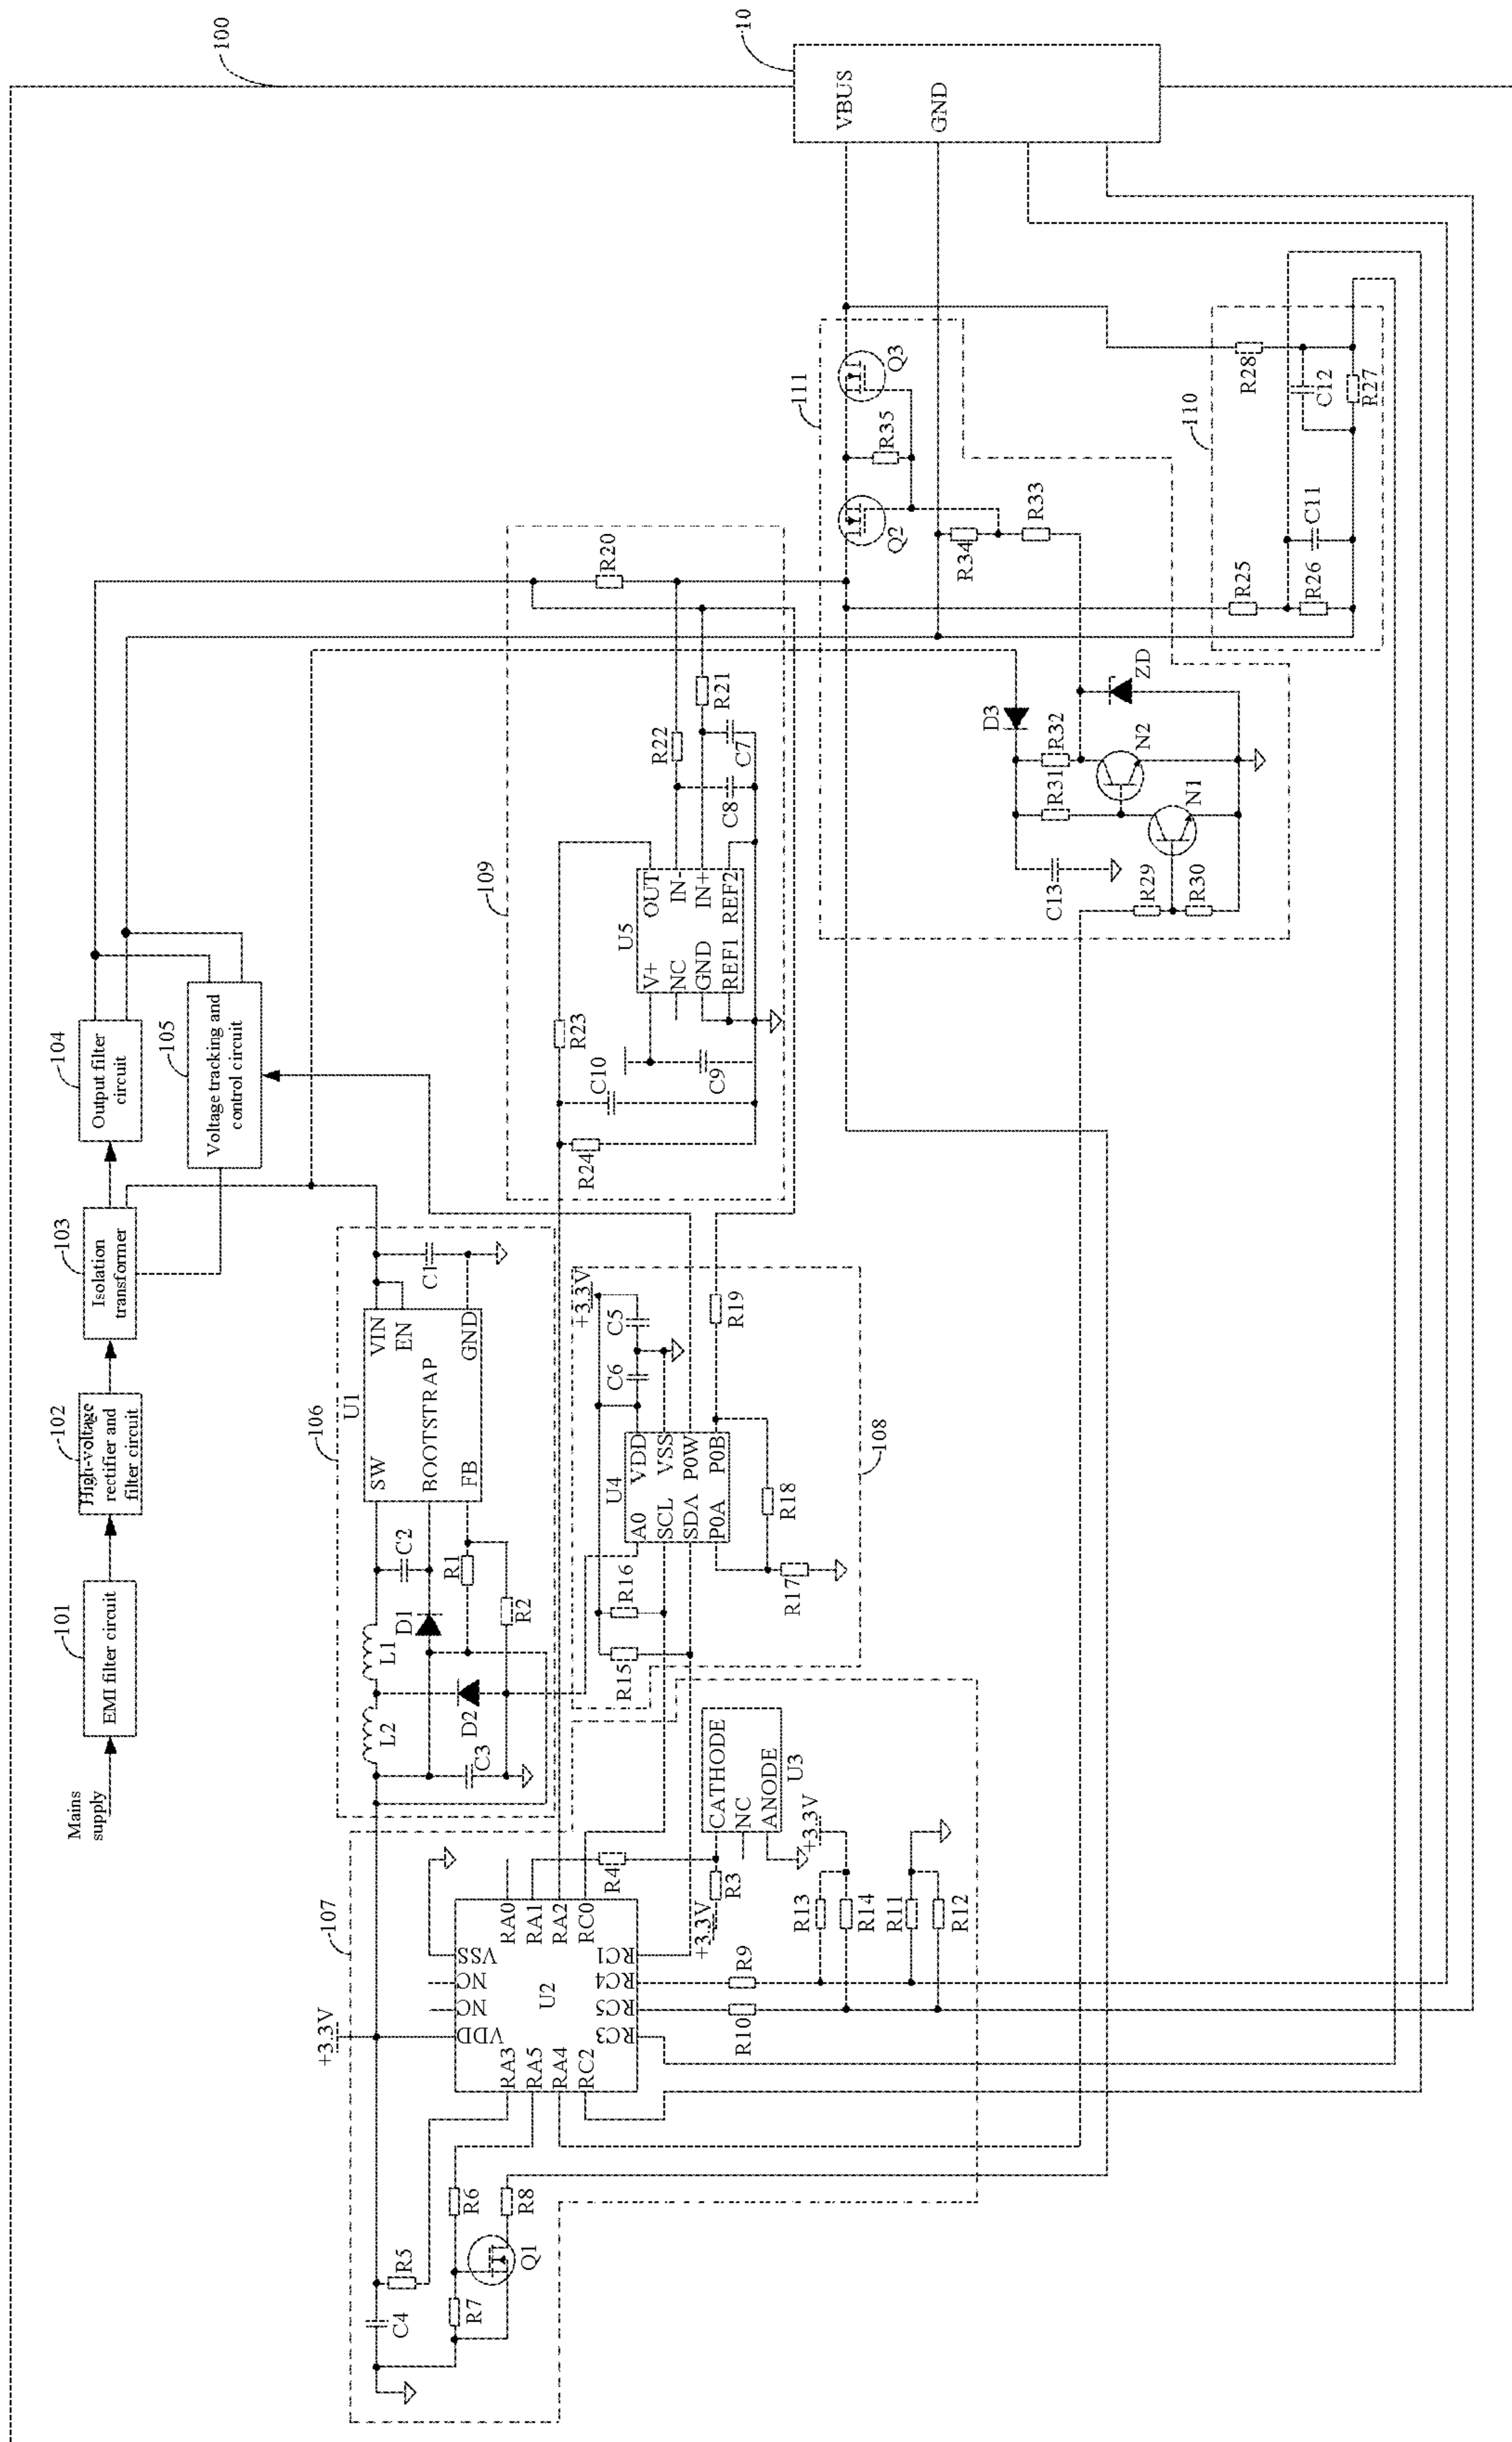 100
10
VBUS
GND
Mains
supply
101
EMI filter circuit
102
High-voltage
rectifier and
filter circuit
103
Isolation
transformer
104
Output filter
circuit
105
Voltage tracking and
control circuit
106
U1
SW
BOOTSTRAP
FB
VIN
EN
GND
C1
C2
L1
L2
D1
D2
R1
R2
C3
107
+3.3V
U2
VDD
NC
NC
VSS
RA0
RA1
RA2
RC0
RC1
RC4
RC5
RC3
RA3
RA5
RA4
RC2
C4
R5
R6
R7
R8
Q1
R4
R3
+3.3V
CATHODE
NC
ANODE
U3
+3.3V
R9
R10
R13
R14
R11
R12
108
+3.3V
C5
C6
U4
A0
SCL
SDA
P0A
VDD
VSS
P0W
P0B
R15
R16
R17
R18
R19
109
U5
V+
NC
GND
REF1
OUT
IN-
IN+
REF2
R20
R21
R22
C7
C8
R23
C10
C9
R24
111
Q2
Q3
R35
R34
R33
D3
R32
R31
ZD
N2
N1
C13
R29
R30
110
R25
R26
C11
C12
R27
R28